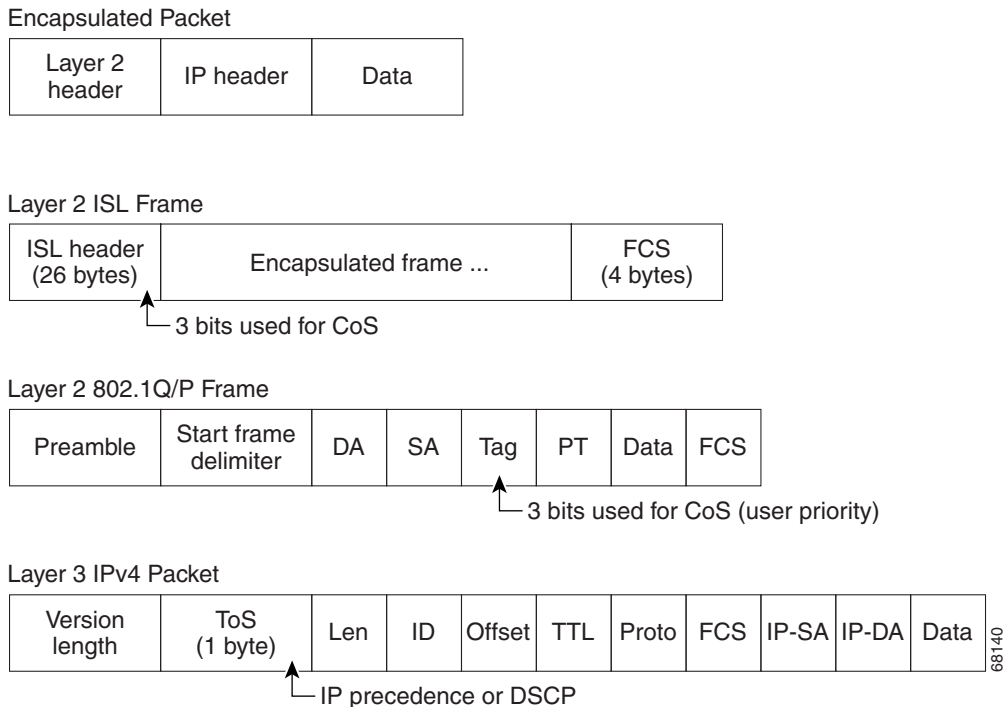 Encapsulated Packet
Layer 2
header
IP header
Data
Layer 2 ISL Frame
ISL header
(26 bytes)
Encapsulated frame ...
FCS
(4 bytes)
3 bits used for CoS
Layer 2 802.1Q/P Frame
Preamble
Start frame
delimiter
DA
SA
Tag
PT
Data
FCS
3 bits used for CoS (user priority)
Layer 3 IPv4 Packet
Version
length
ToS
(1 byte)
Len
ID
Offset
TTL
Proto
FCS
IP-SA
IP-DA
Data
68140
IP precedence or DSCP